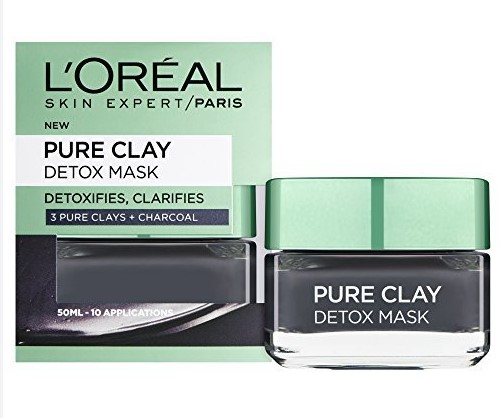 L'ORÉAL
SKIN EXPERT/PARIS
NEW
PURE CLAY
DETOX MASK
DETOXIFIES, CLARIFIES
3 PURE CLAYS + CHARCOAL
50ML - 10 APPLICATIONS
PURE CLAY
DETOX MASK